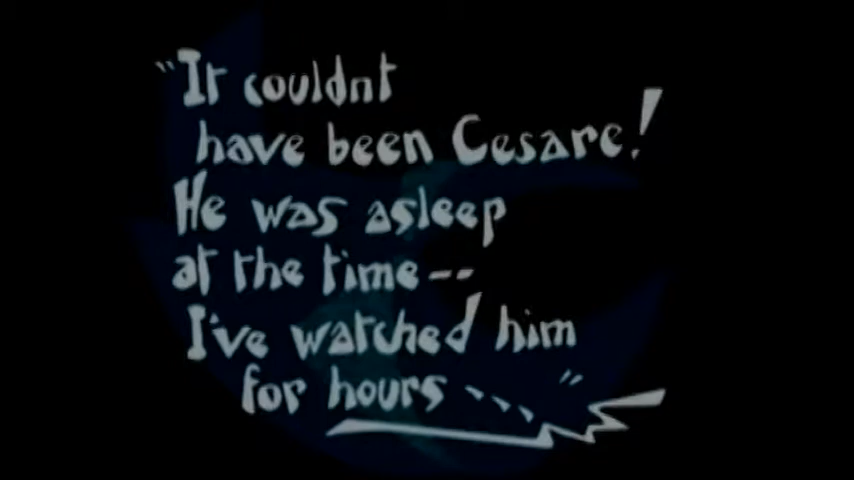 "It couldnt
have been Cesare!
He was asleep
at the time--
I've watched him
for hours ---- "